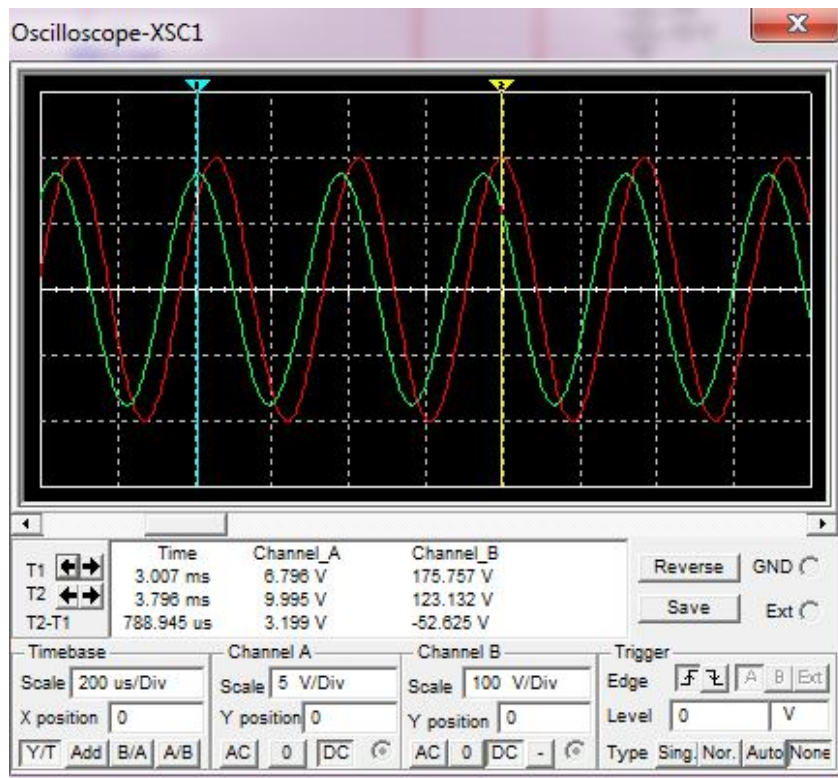 Oscilloscope-XSC1
X
1 2
Time Channel_A Channel_B
T1 3.007 ms 6.796 V 175.757 V
T2 3.796 ms 9.995 V 123.132 V
T2-T1 788.945 us 3.199 V -52.625 V
Reverse GND
Save Ext
Timebase Channel A Channel B Trigger
Scale 200 us/Div Scale 5 V/Div Scale 100 V/Div Edge A B Ext
X position 0 Y position 0 Y position 0 Level 0 V
Y/T Add B/A A/B AC 0 DC AC 0 DC - Type Sing. Nor. Auto None